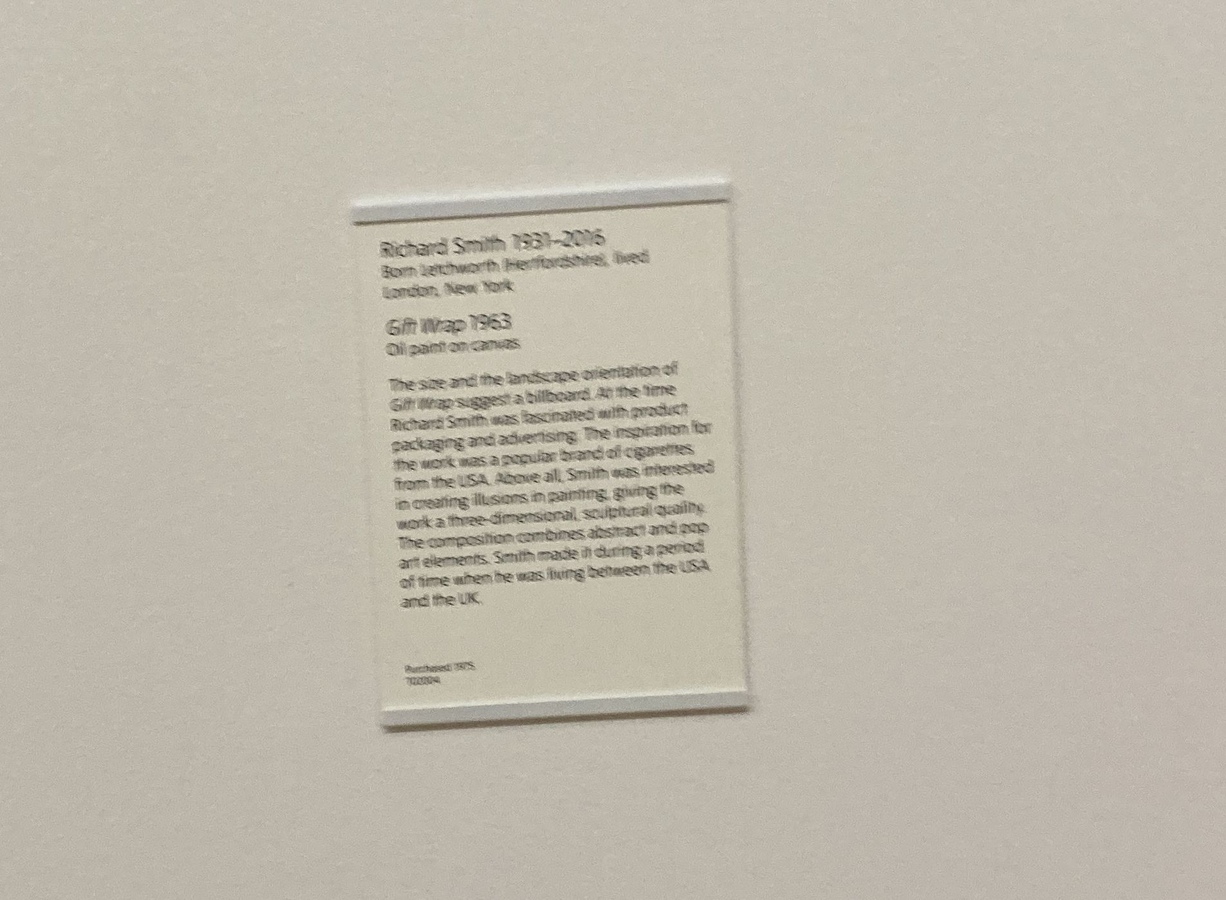 Richard Smith 1931–2016
Born Letchworth (Hertfordshire), lived
London, New York
Gift Wrap 1963
Oil paint on canvas
The size and the landscape orientation of
Gift Wrap suggest a billboard. At the time
Richard Smith was fascinated with product
packaging and advertising. The inspiration for
the work was a popular brand of cigarettes
from the USA. Above all, Smith was interested
in creating illusions in painting, giving the
work a three-dimensional, sculptural quality.
The composition combines abstract and pop
art elements. Smith made it during a period
of time when he was living between the USA
and the UK.
Purchased 1975